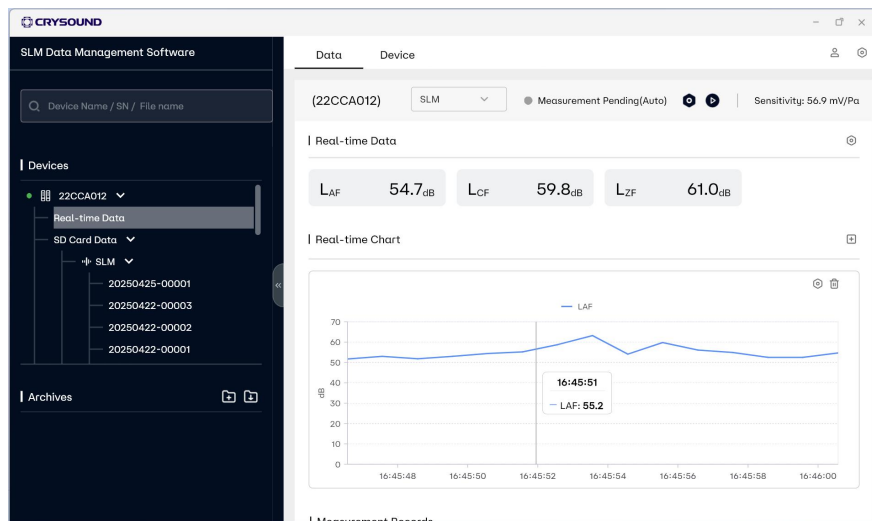 CRYSOUND
SLM Data Management Software
Data Device
Device Name / SN / File name
(22CCA012) SLM Measurement Pending(Auto) Sensitivity: 56.9 mV/Pa
Devices
22CCA012
Real-time Data
SD Card Data
SLM
20250425-00001
20250422-00003
20250422-00002
20250422-00001
Archives
Real-time Data
LAF 54.7dB LCF 59.8dB LZF 61.0dB
Real-time Chart
LAF
70
60
50
40
30
20
10
0
dB
16:45:51
LAF: 55.2
16:45:48 16:45:50 16:45:52 16:45:54 16:45:56 16:45:58 16:46:00
Measurement Records